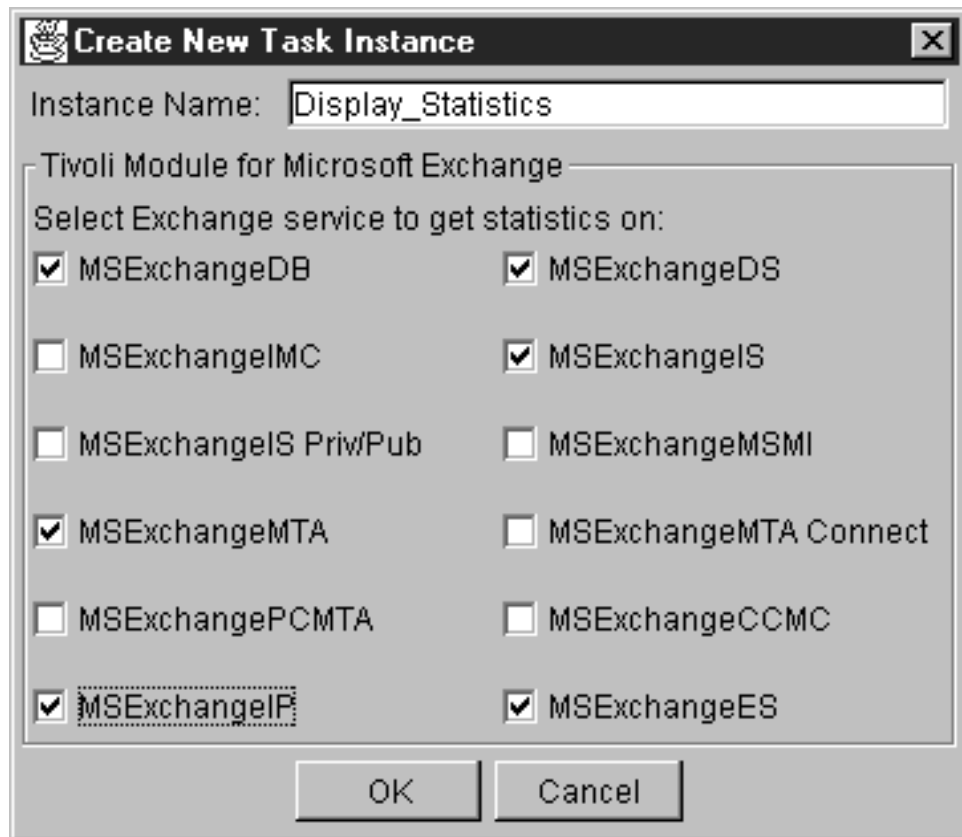 Create New Task Instance
Instance Name: Display_Statistics
Tivoli Module for Microsoft Exchange
Select Exchange service to get statistics on:
MSExchangeDB MSExchangeDS
MSExchangeIMC MSExchangeIS
MSExchangeIS Priv/Pub MSExchangeMSMI
MSExchangeMTA MSExchangeMTA Connect
MSExchangePCMTA MSExchangeCCMC
MSExchangeIP MSExchangeES
OK Cancel